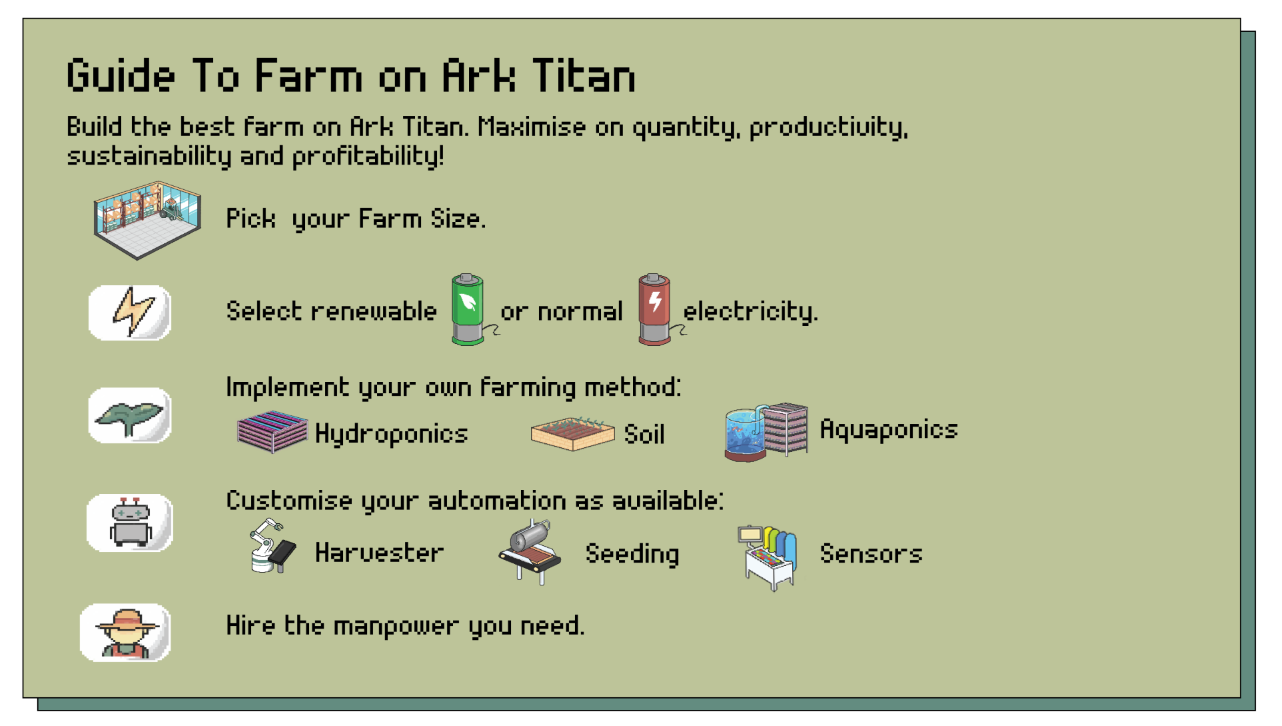 Guide To Farm on Ark Titan
Build the best farm on Ark Titan. Maximise on quantity, productivity,
sustainability and profitability!
Pick your Farm Size.
Select renewable or normal electricity.
Implement your own farming method:
Hydroponics Soil Aquaponics
Customise your automation as available:
Harvester Seeding Sensors
Hire the manpower you need.